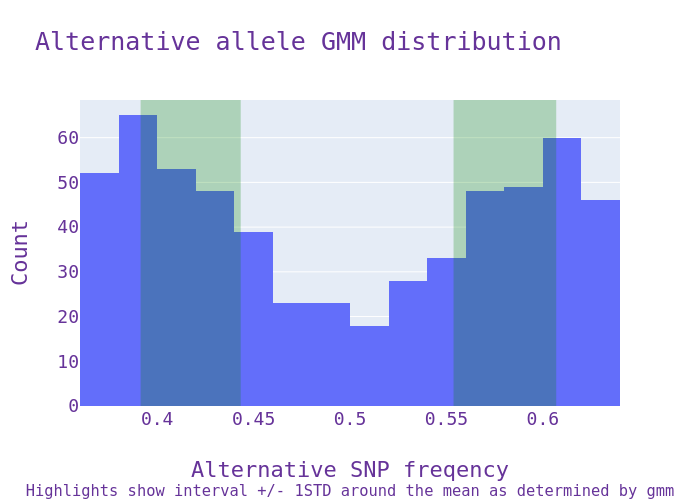 Alternative allele GMM distribution
60
50
40
30
20
10
0
Count
0.4 0.45 0.5 0.55 0.6
Alternative SNP freqency
Highlights show interval +/- 1STD around the mean as determined by gmm